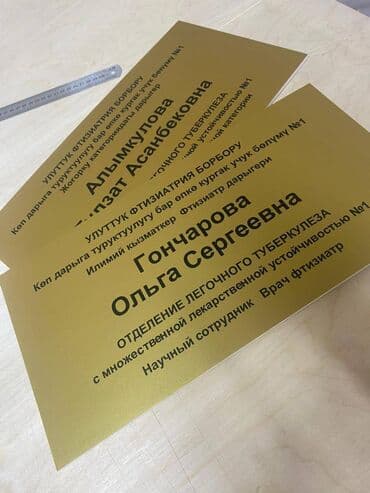 УЛУТТУК ФТИЗИАТРИЯ БОРБОРУ
Көп дарыга туруктуулугу бар өпкө кургак учук бөлүмү №1
Жогорку категориядагы дарыгер
Алымкулова
Асанбековна
ЛЕГОЧНОГО ТУБЕРКУЛЕЗА
устойчивостью №1
категории
УЛУТТУК ФТИЗИАТРИЯ БОРБОРУ
Көп дарыга туруктуулугу бар өпкө кургак учук бөлүмү №1
Илимий кызматкер Фтизиатр дарыгери
Гончарова
Ольга Сергеевна
ОТДЕЛЕНИЕ ЛЕГОЧНОГО ТУБЕРКУЛЕЗА
с множественной лекарственной устойчивостью №1
Научный сотрудник Врач фтизиатр